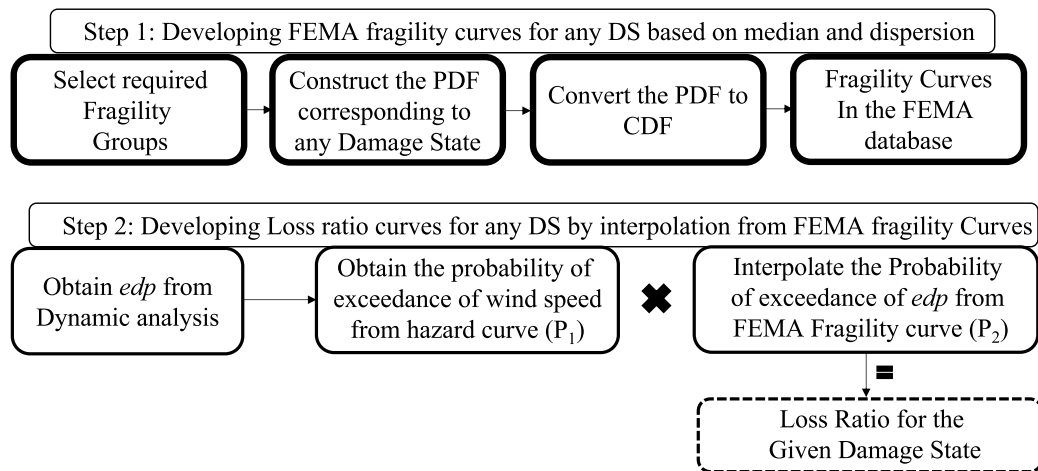 Step 1: Developing FEMA fragility curves for any DS based on median and dispersion
Select required
Fragility
Groups
Construct the PDF
corresponding to
any Damage State
Convert the PDF to
CDF
Fragility Curves
In the FEMA
database
Step 2: Developing Loss ratio curves for any DS by interpolation from FEMA fragility Curves
Obtain edp from
Dynamic analysis
Obtain the probability of
exceedance of wind speed
from hazard curve (P₁)
✖
Interpolate the Probability
of exceedance of edp from
FEMA Fragility curve (P₂)
=
Loss Ratio for the
Given Damage State